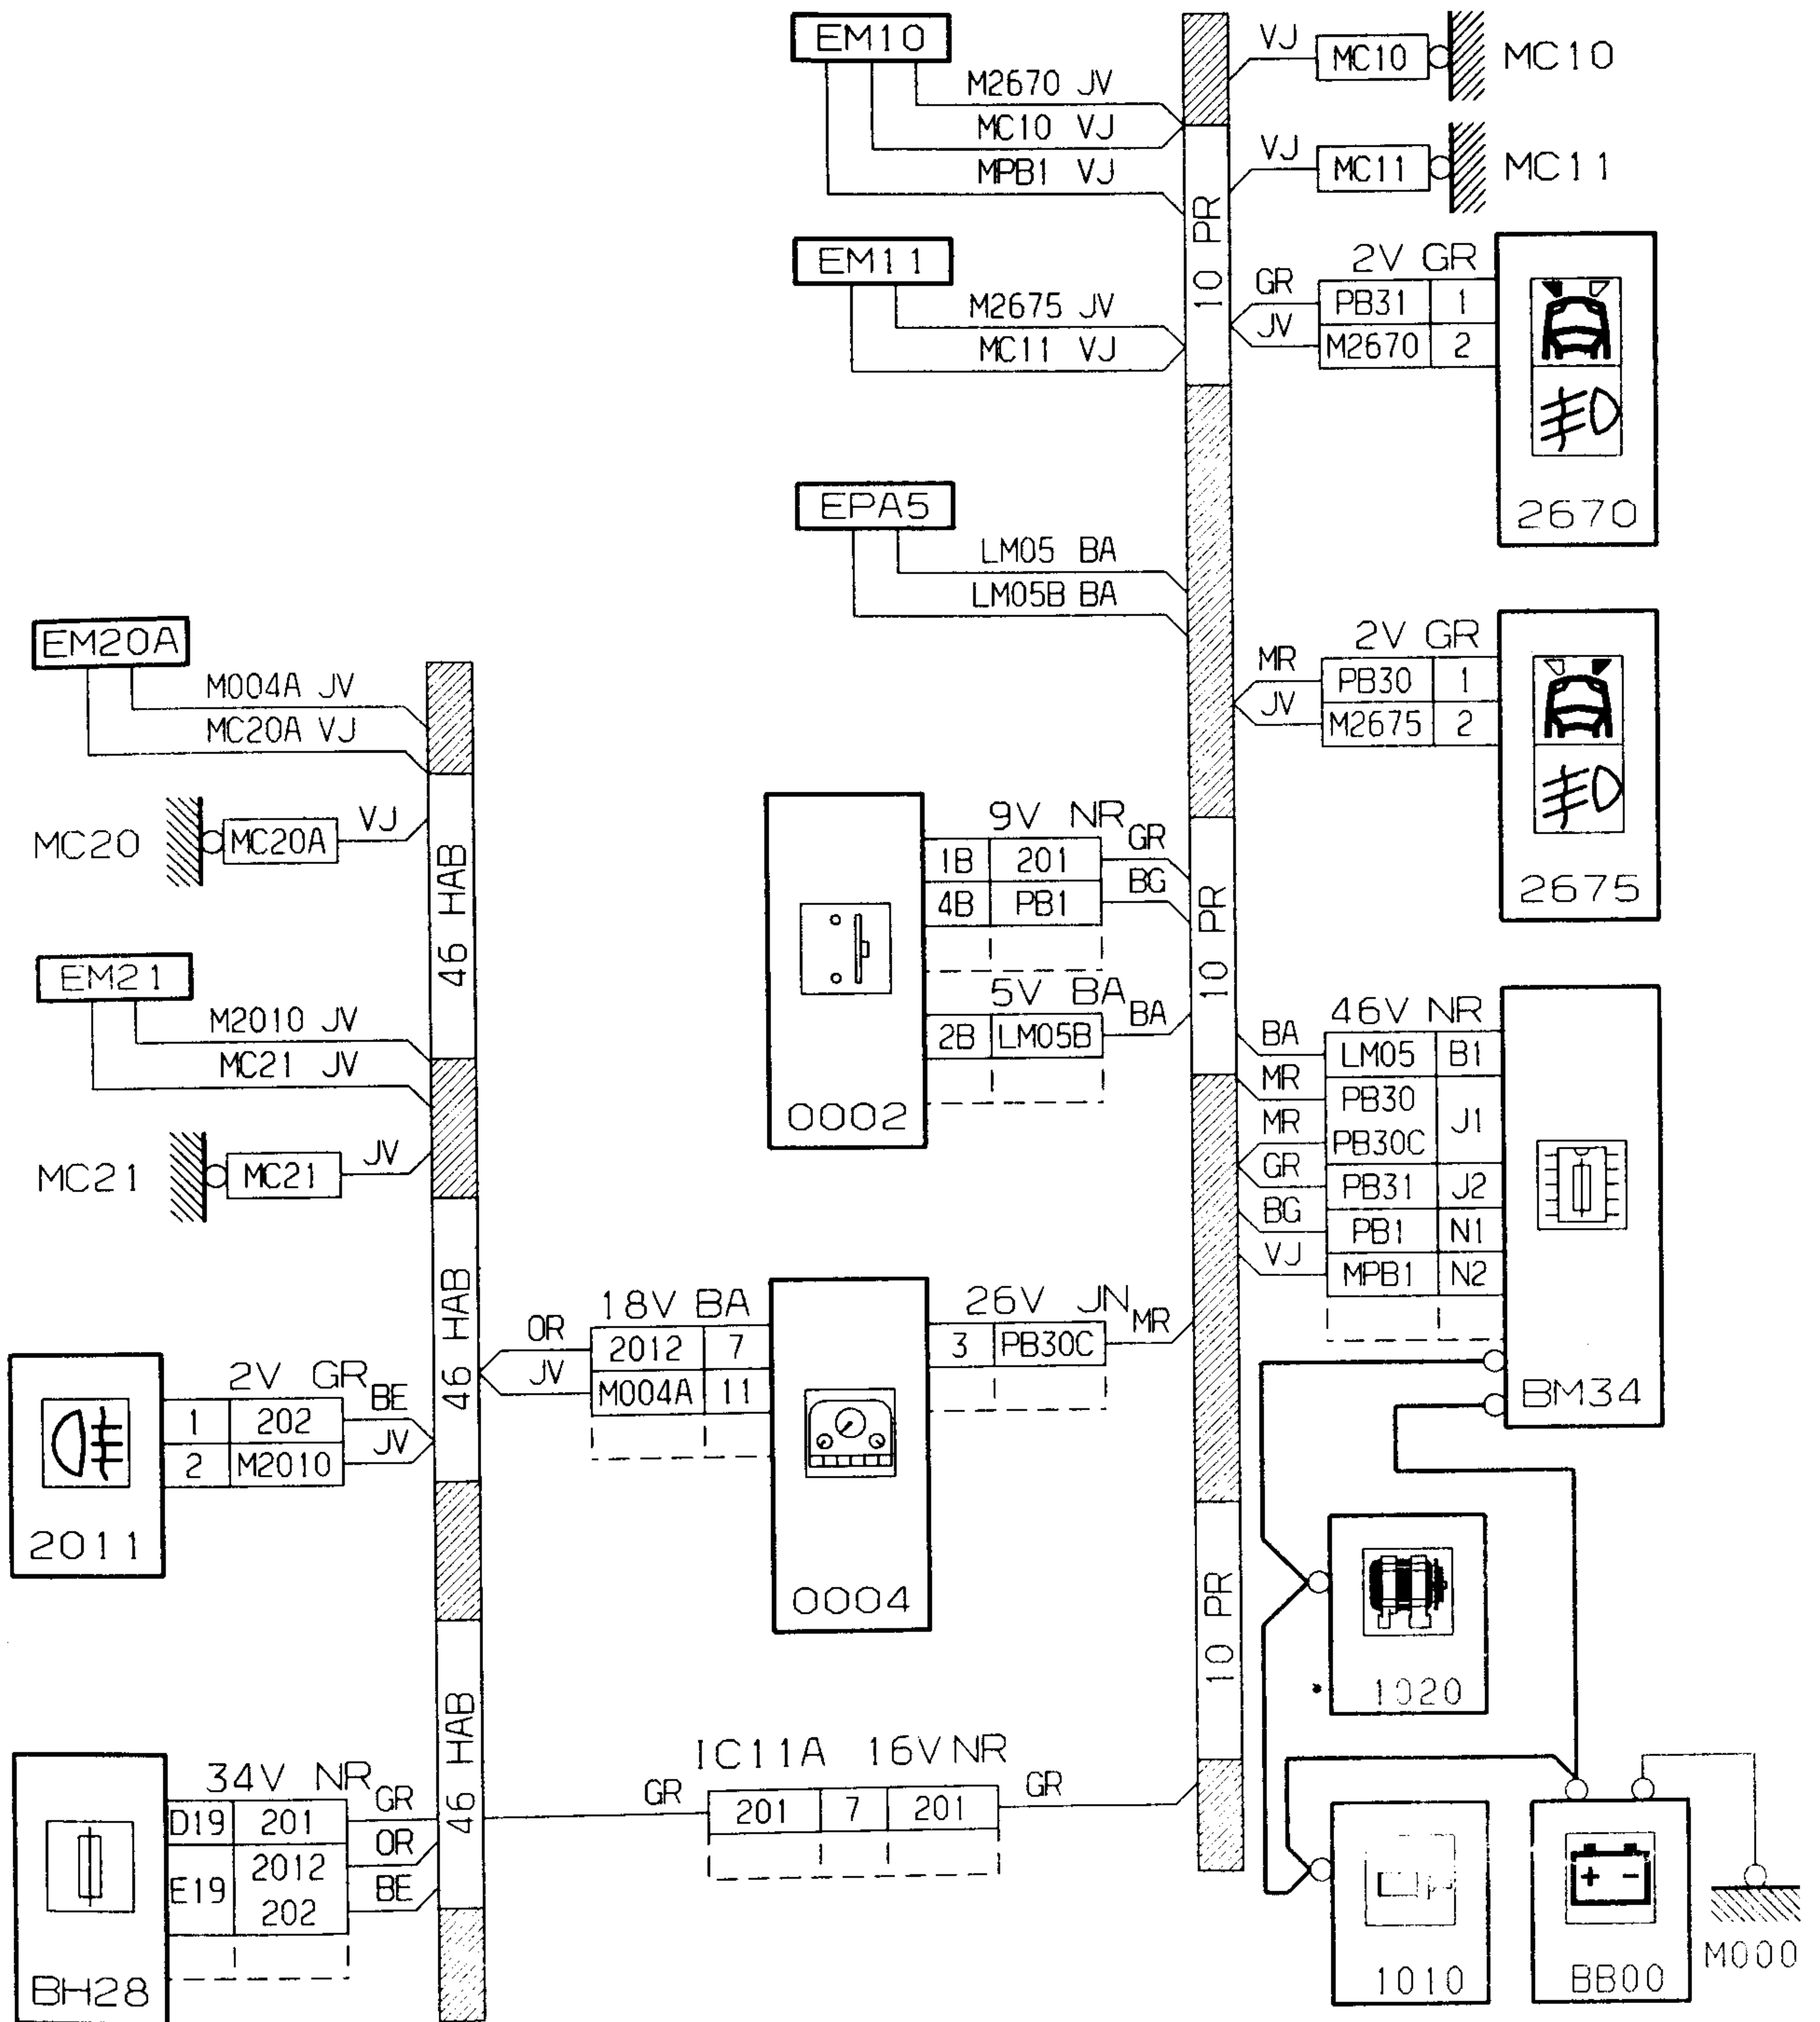 EM10
M2670 JV
MC10 VJ
MPB1 VJ
VJ MC10 MC10
VJ MC11 MC11
10 PR
EM11
M2675 JV
MC11 VJ
2V GR
GR PB31 1
JV M2670 2
2670
EPA5
LM05 BA
LM05B BA
2V GR
MR PB30 1
JV M2675 2
2675
EM20A
M004A JV
MC20A VJ
MC20 MC20A VJ
46 HAB
EM21
M2010 JV
MC21 JV
MC21 MC21 JV
9V NR
1B 201 GR
4B PB1 BG
5V BA
2B LM05B BA
0002
10 PR
46V NR
BA LM05 B1
MR PB30 J1
MR PB30C
GR PB31 J2
BG PB1 N1
VJ MPB1 N2
BM34
46 HAB
18V BA
OR 2012 7
JV M004A 11
26V JN
3 PB30C MR
0004
2V GR
1 202 BE
2 M2010 JV
2011
10 PR
1020
46 HAB
34V NR
D19 201 GR
E19 2012 OR
202 BE
BH28
IC11A 16V NR
GR 201 7 201 GR
1010
+ -
BB00
M000